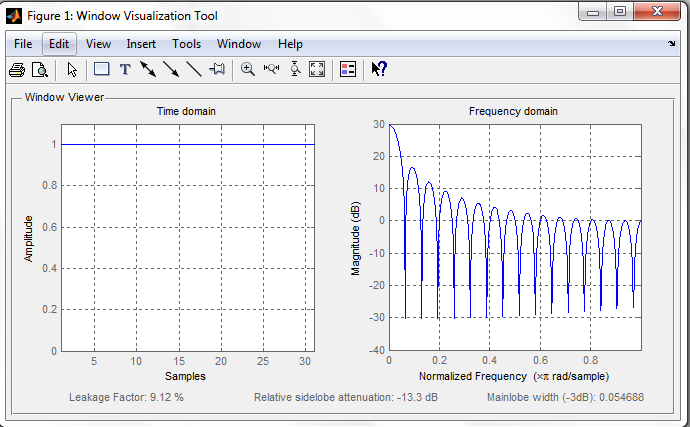 Figure 1: Window Visualization Tool
File Edit View Insert Tools Window Help
Window Viewer
Time domain
1
0.8
0.6
0.4
0.2
0
5 10 15 20 25 30
Amplitude
Samples
Frequency domain
30
20
10
0
-10
-20
-30
-40
0 0.2 0.4 0.6 0.8
Magnitude (dB)
Normalized Frequency (×π rad/sample)
Leakage Factor: 9.12 % Relative sidelobe attenuation: -13.3 dB Mainlobe width (-3dB): 0.054688